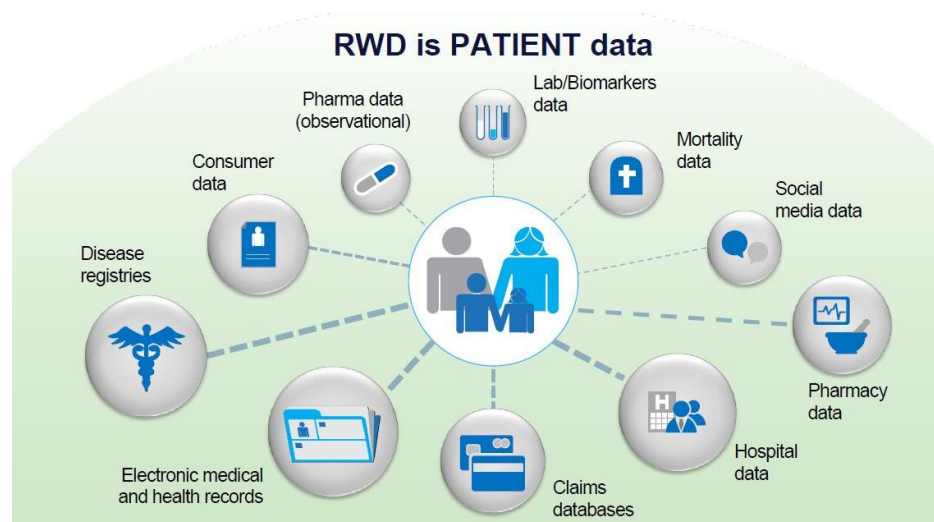 RWD is PATIENT data
Lab/Biomarkers
data
Pharma data
(observational)
Mortality
data
Consumer
data
Social
media data
Disease
registries
Pharmacy
data
H
Hospital
data
Electronic medical
and health records
Claims
databases